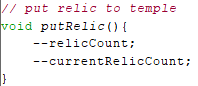 // put relic to temple
void putRelic(){
    --relicCount;
    --currentRelicCount;
}